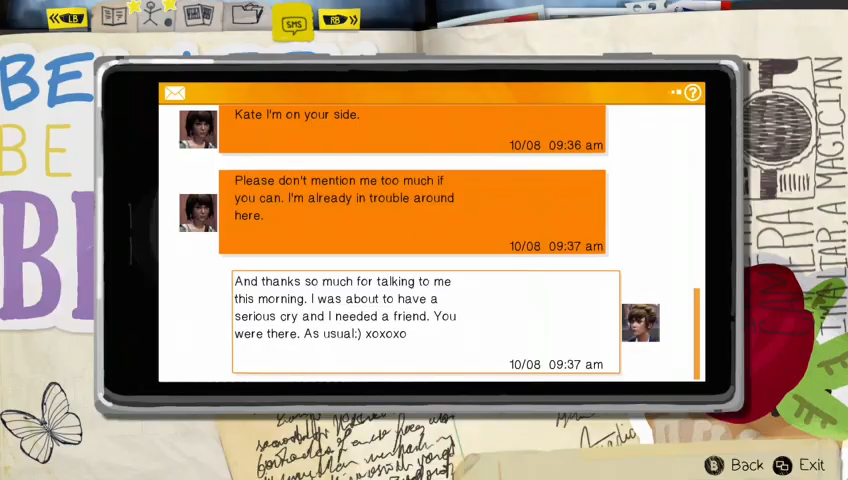 LB
SMS
RB
Kate I'm on your side.
10/08 09:36 am
Please don't mention me too much if
you can. I'm already in trouble around
here.
10/08 09:37 am
And thanks so much for talking to me
this morning. I was about to have a
serious cry and I needed a friend. You
were there. As usual:) xoxoxo
10/08 09:37 am
BE
BE
B
CAMERA
LIAR, A MAGICIAN
B Back Exit